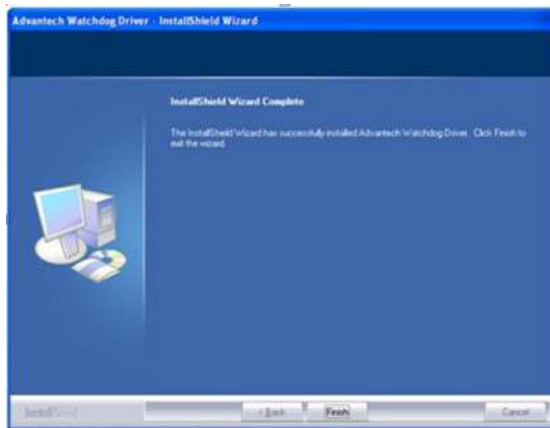 Advantech Watchdog Driver - InstallShield Wizard
InstallShield Wizard Complete
The InstallShield Wizard has successfully installed Advantech Watchdog Driver. Click Finish to
exit the wizard.
InstallShield
< Back
Finish
Cancel